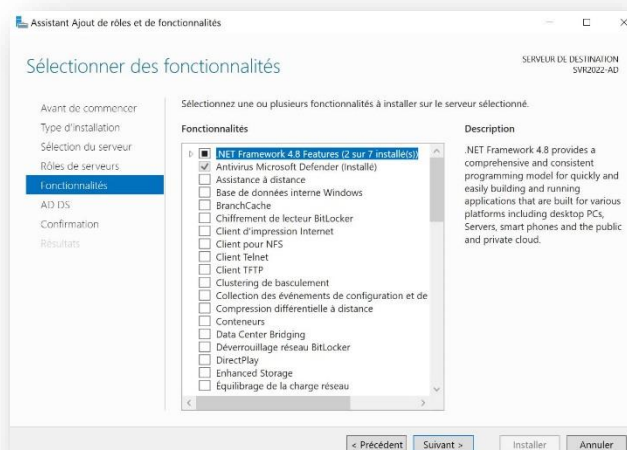 Assistant Ajout de rôles et de fonctionnalités
Sélectionner des fonctionnalités
SERVEUR DE DESTINATION
SVR2022-AD
Avant de commencer
Type d'installation
Sélection du serveur
Rôles de serveurs
Fonctionnalités
AD DS
Confirmation
Résultats
Sélectionnez une ou plusieurs fonctionnalités à installer sur le serveur sélectionné.
Fonctionnalités
.NET Framework 4.8 Features (2 sur 7 installé(s))
Antivirus Microsoft Defender (Installé)
Assistance à distance
Base de données interne Windows
BranchCache
Chiffrement de lecteur BitLocker
Client d'impression Internet
Client pour NFS
Client Telnet
Client TFTP
Clustering de basculement
Collection des événements de configuration et de
Compression différentielle à distance
Conteneurs
Data Center Bridging
Déverrouillage réseau BitLocker
DirectPlay
Enhanced Storage
Équilibrage de la charge réseau
Description
.NET Framework 4.8 provides a
comprehensive and consistent
programming model for quickly and
easily building and running
applications that are built for various
platforms including desktop PCs,
Servers, smart phones and the public
and private cloud.
< Précédent
Suivant >
Installer
Annuler